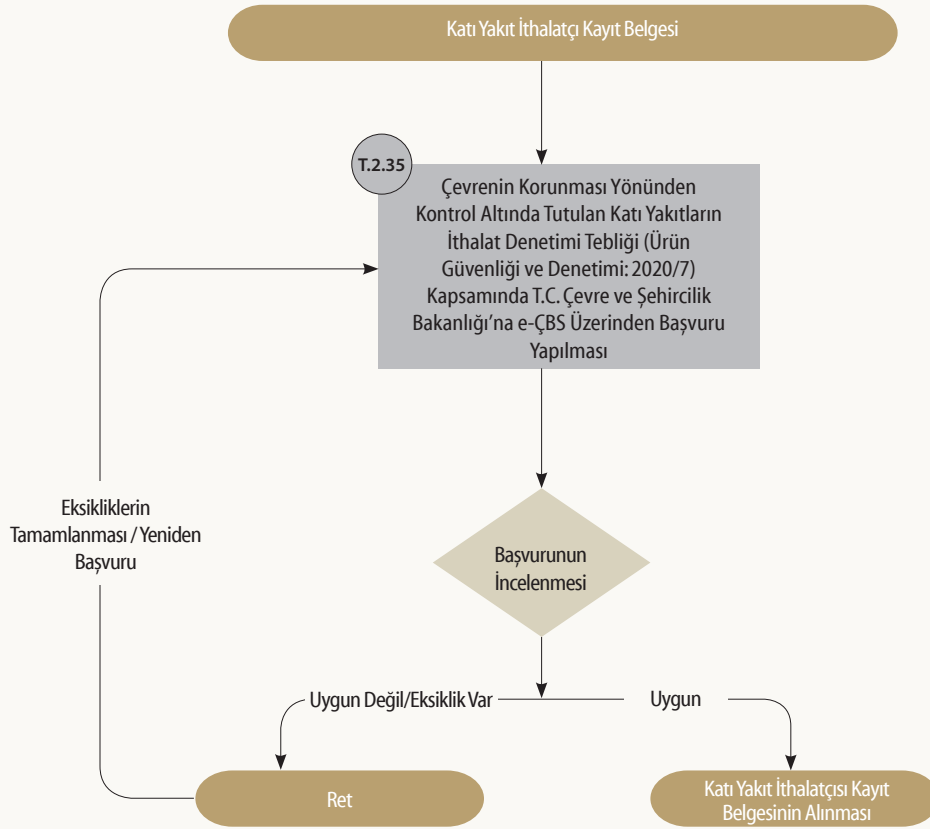 Katı Yakıt İthalatçı Kayıt Belgesi
T.2.35
Çevrenin Korunması Yönünden
Kontrol Altında Tutulan Katı Yakıtların
İthalat Denetimi Tebliği (Ürün
Güvenliği ve Denetimi: 2020/7)
Kapsamında T.C. Çevre ve Şehircilik
Bakanlığı’na e-ÇBS Üzerinden Başvuru
Yapılması
Eksikliklerin
Tamamlanması / Yeniden
Başvuru
Başvurunun
İncelenmesi
Uygun Değil/Eksiklik Var
Uygun
Ret
Katı Yakıt İthalatçısı Kayıt
Belgesinin Alınması